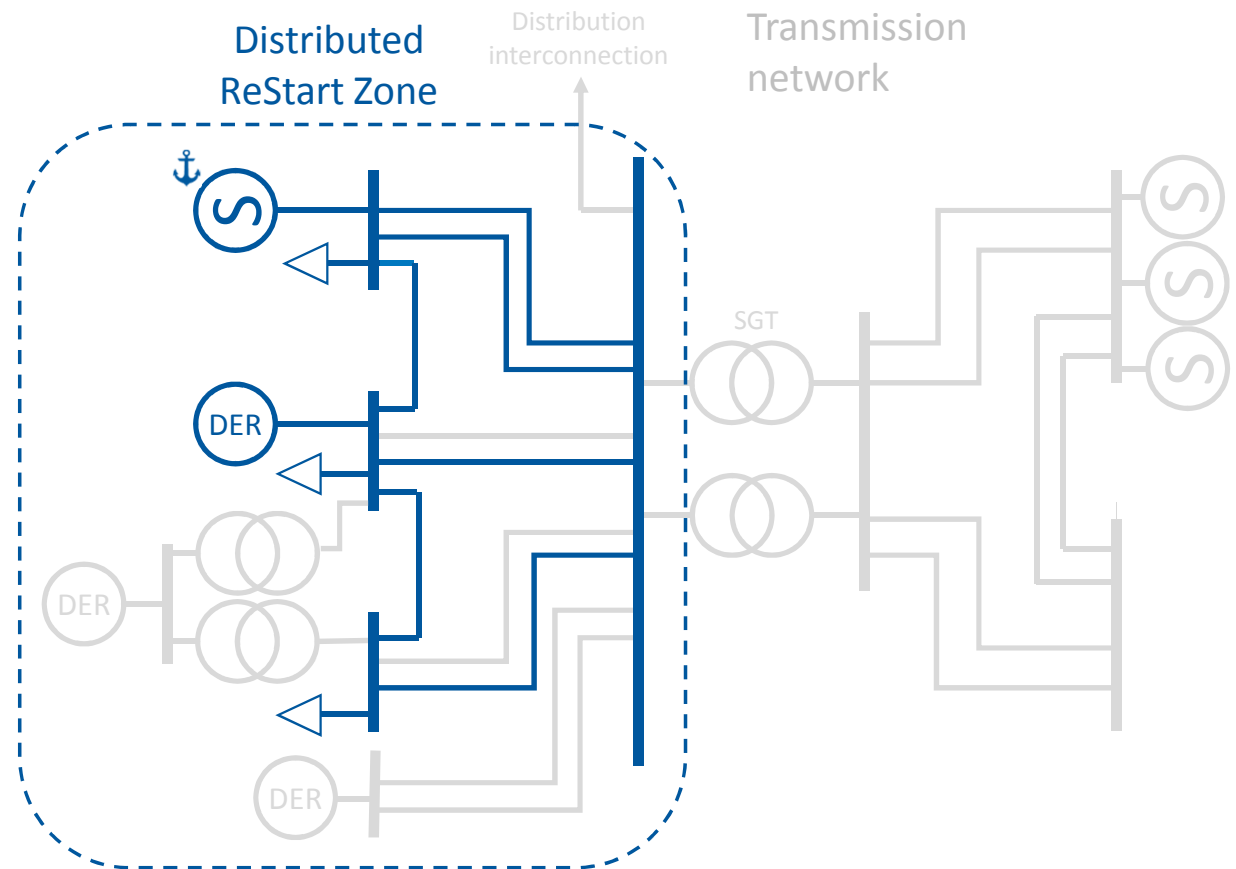 Distributed
ReStart Zone
Distribution
interconnection
Transmission
network
S
S
S
SGT
S
DER
DER
DER